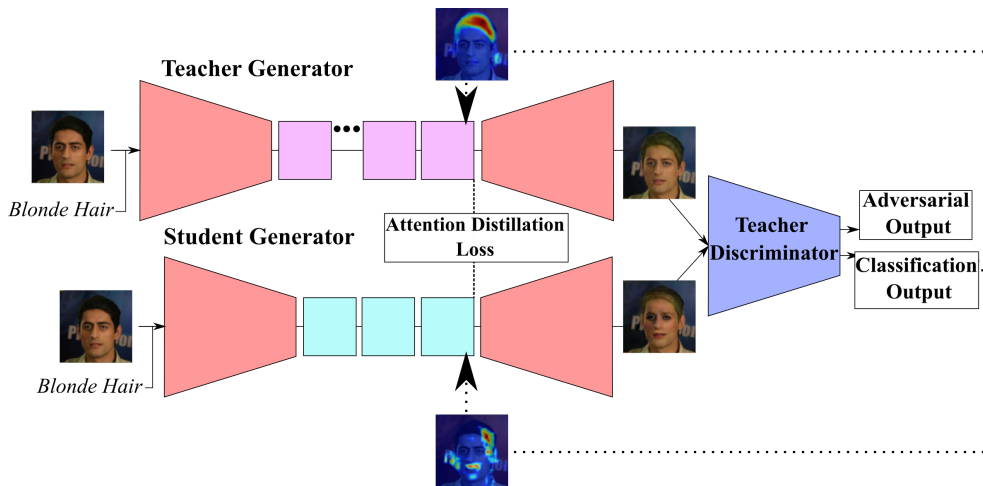 Teacher Generator
Blonde Hair
Student Generator
Attention Distillation
Loss
Blonde Hair
Teacher
Discriminator
Adversarial
Output
Classification
Output